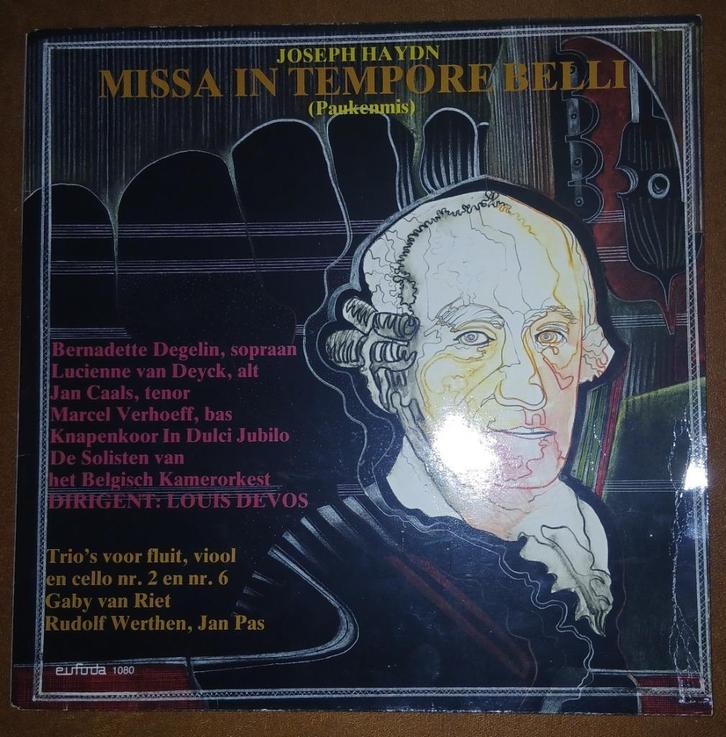 JOSEPH HAYDN
MISSA IN TEMPORE BELLI
(Paukenmis)
Bernadette Degelin, sopraan
Lucienne van Deyck, alt
Jan Caals, tenor
Marcel Verhoeff, bas
Knapenkoor In Dulci Jubilo
De Solisten van
het Belgisch Kamerorkest
DIRIGENT: LOUIS DEVOS
Trio's voor fluit, viool
en cello nr. 2 en nr. 6
Gaby van Riet
Rudolf Werthen, Jan Pas
eufoda 1080